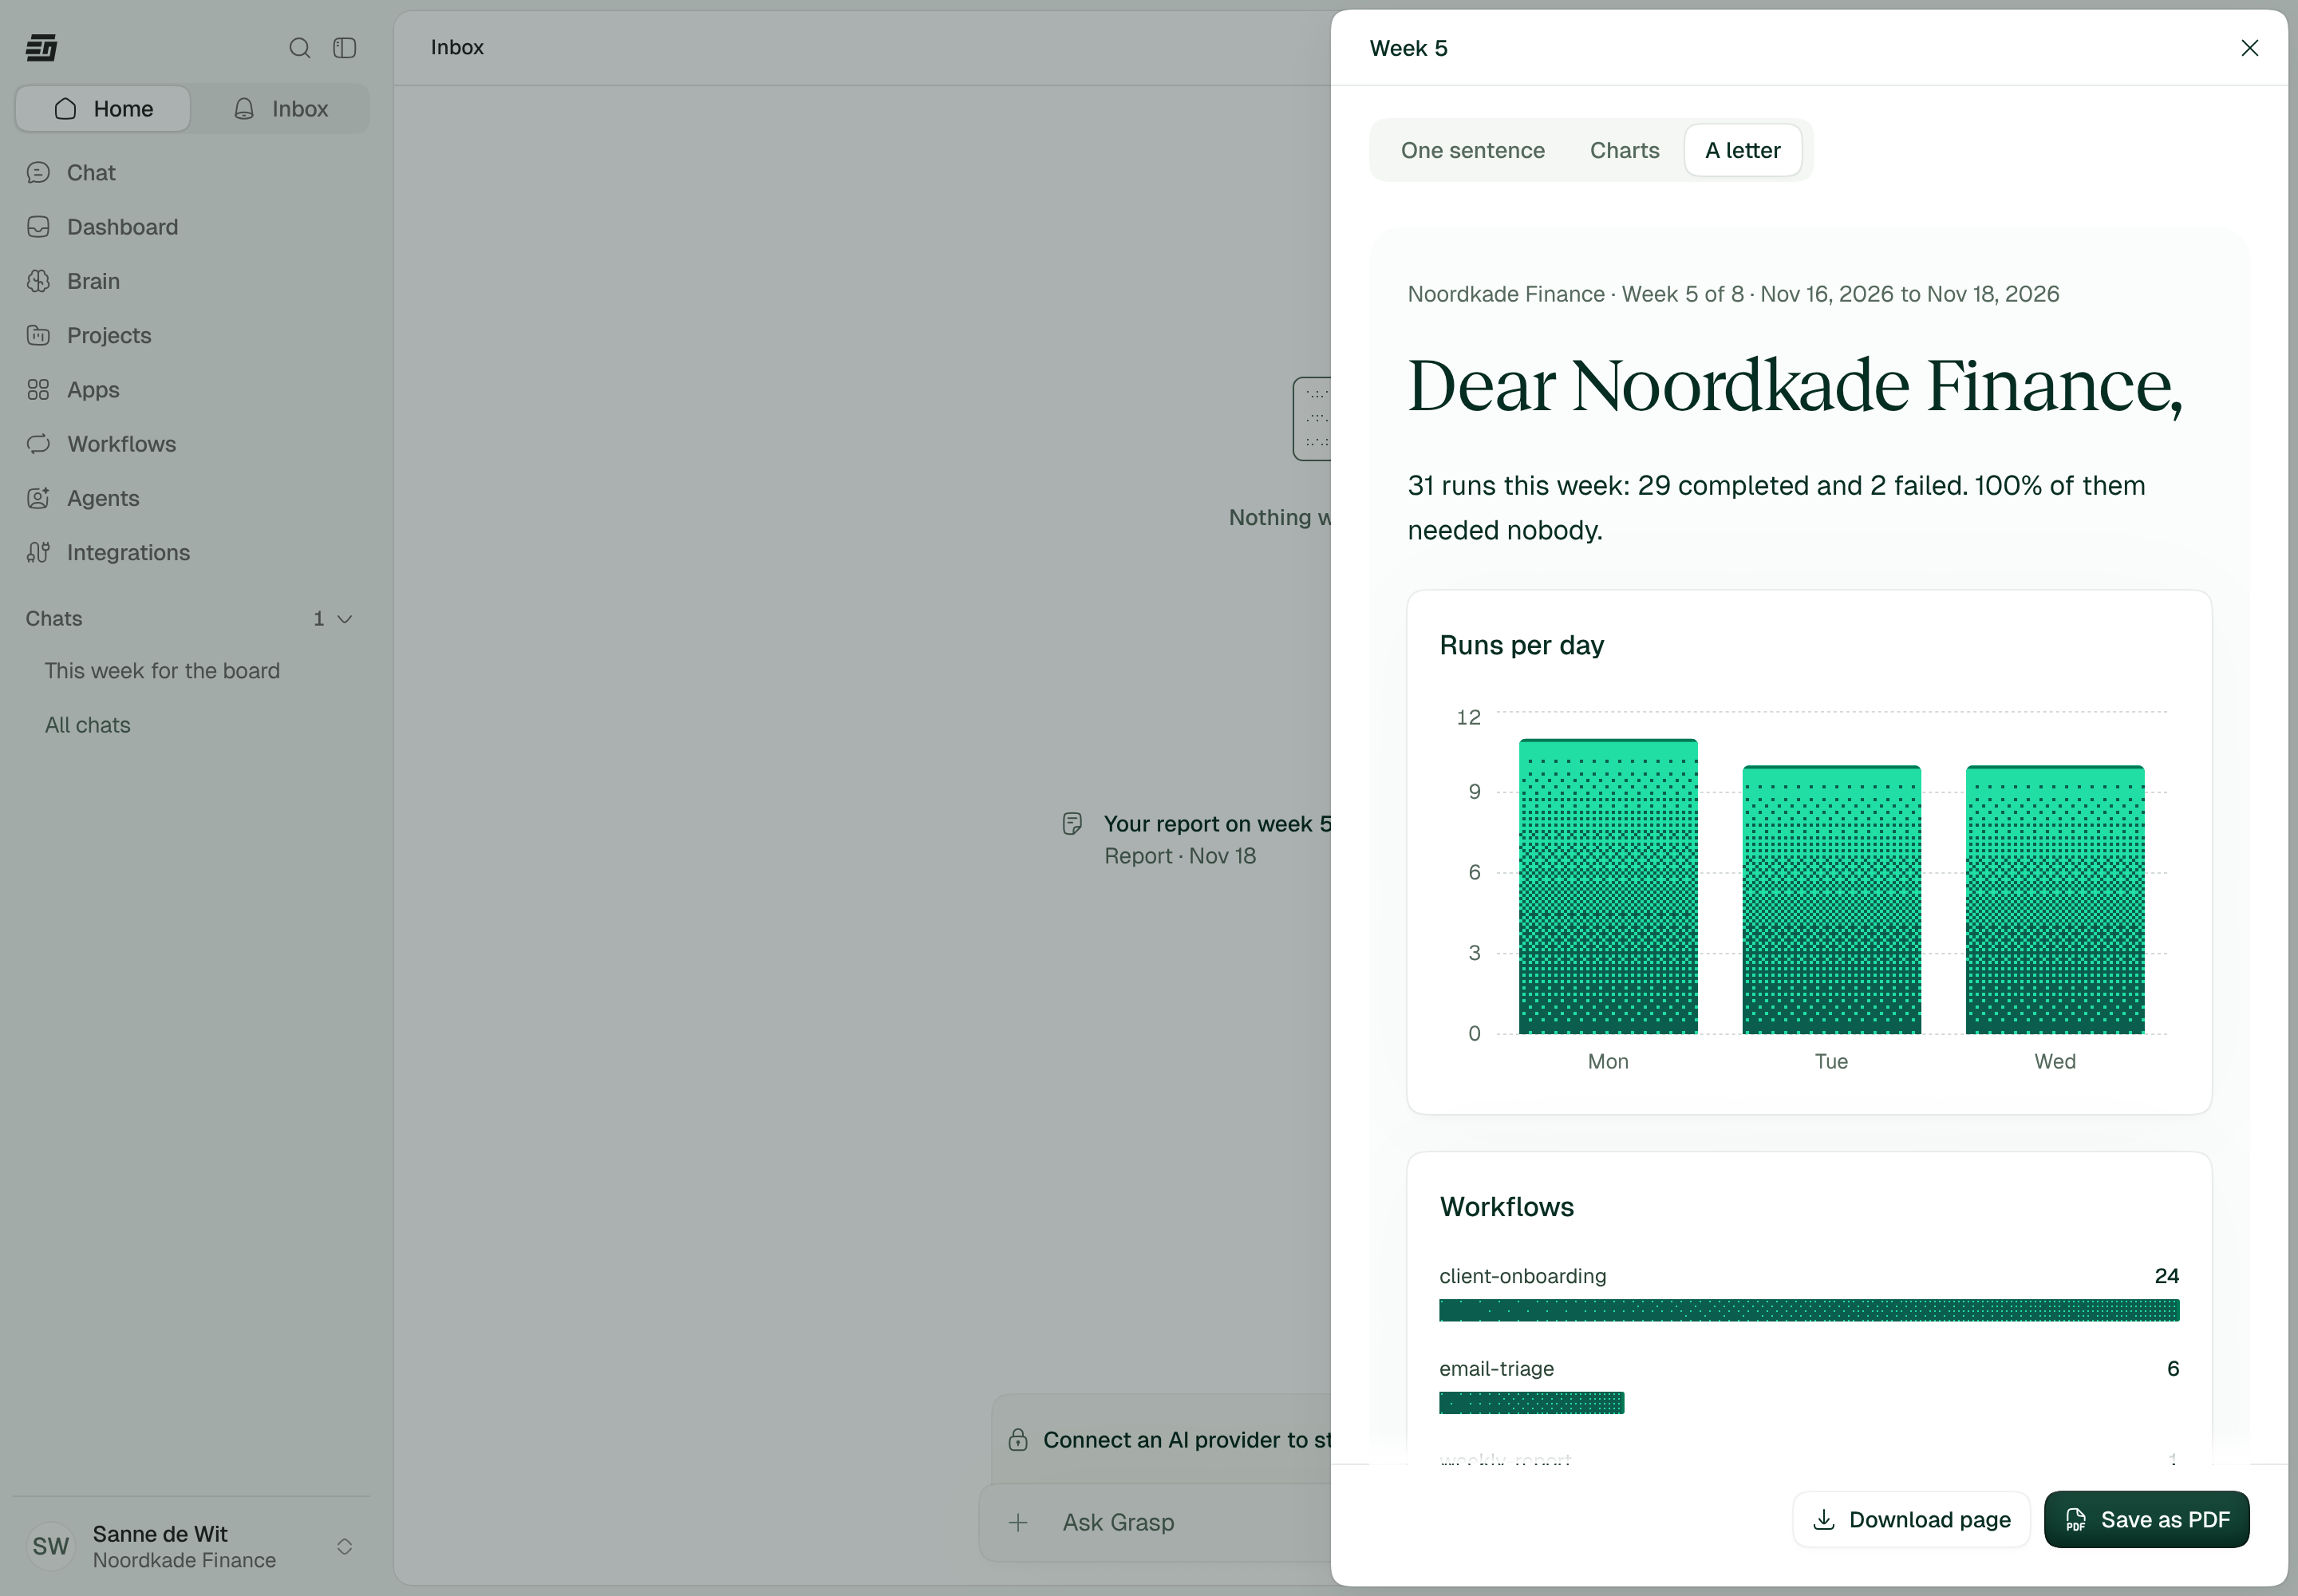 Home
Inbox
Chat
Dashboard
Brain
Projects
Apps
Workflows
Agents
Integrations
Chats 1
This week for the board
All chats
SW
Sanne de Wit
Noordkade Finance
Inbox
Nothing w
Your report on week 5
Report · Nov 18
Connect an AI provider to st
Ask Grasp
Week 5
One sentence
Charts
A letter
Noordkade Finance · Week 5 of 8 · Nov 16, 2026 to Nov 18, 2026
Dear Noordkade Finance,
31 runs this week: 29 completed and 2 failed. 100% of them
needed nobody.
Runs per day
12
9
6
3
0
Mon
Tue
Wed
Workflows
client-onboarding 24
email-triage 6
weekly-report 1
Download page
PDF
Save as PDF